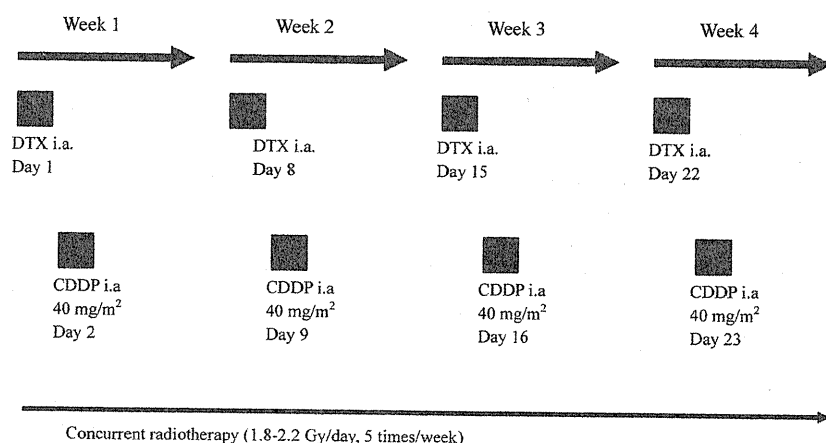 Week 1 Week 2 Week 3 Week 4
DTX i.a. DTX i.a. DTX i.a. DTX i.a.
Day 1 Day 8 Day 15 Day 22
CDDP i.a CDDP i.a CDDP i.a CDDP i.a
40 mg/m² 40 mg/m² 40 mg/m² 40 mg/m²
Day 2 Day 9 Day 16 Day 23
Concurrent radiotherapy (1.8-2.2 Gy/day, 5 times/week)